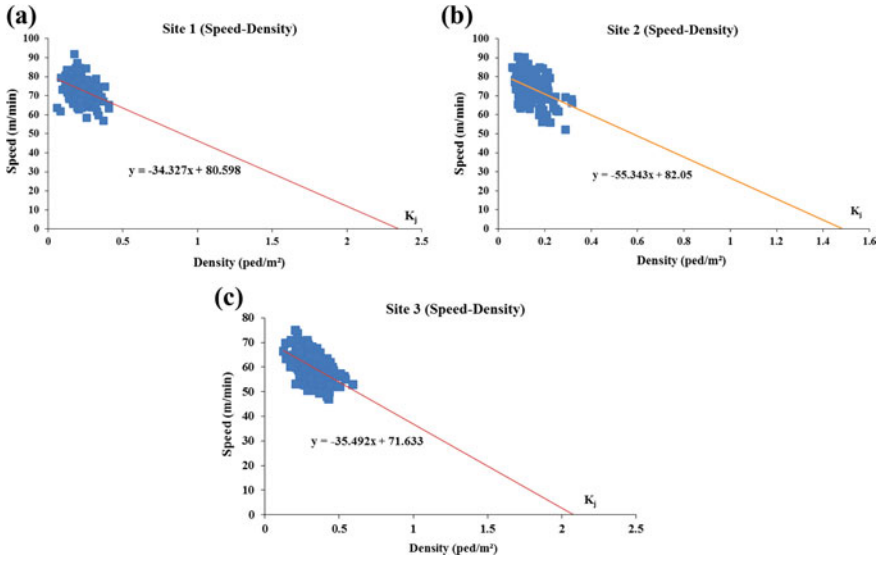 (a)
Site 1 (Speed-Density)
Speed (m/min)
100
90
80
70
60
50
40
30
20
10
0
y = -34.327x + 80.598
Kj
0 0.5 1 1.5 2 2.5
Density (ped/m²)
(b)
Site 2 (Speed-Density)
Speed (m/min)
100
90
80
70
60
50
40
30
20
10
0
y = -55.343x + 82.05
Kj
0 0.2 0.4 0.6 0.8 1 1.2 1.4 1.6
Density (ped/m²)
(c)
Site 3 (Speed-Density)
Speed (m/min)
80
70
60
50
40
30
20
10
0
y = -35.492x + 71.633
Kj
0 0.5 1 1.5 2 2.5
Density (ped/m²)